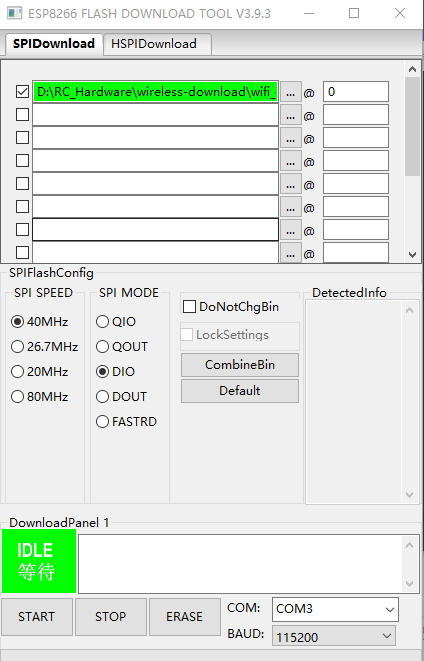 ESP8266 FLASH DOWNLOAD TOOL V3.9.3
SPIDownload HSPIDownload
D:\RC_Hardware\wireless-download\wifi_ ... @ 0
... @
... @
... @
... @
... @
... @
... @
SPIFlashConfig
SPI SPEED SPI MODE DetectedInfo
40MHz QIO DoNotChgBin
26.7MHz QOUT LockSettings
20MHz DIO CombineBin
80MHz DOUT Default
FASTRD
DownloadPanel 1
IDLE
等待
START STOP ERASE COM: COM3
BAUD: 115200